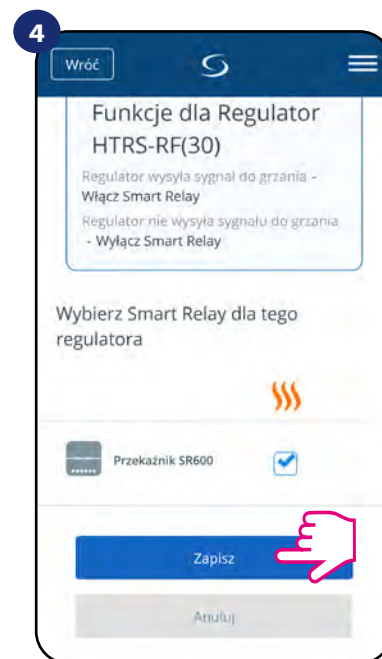 4
Wróć
Funkcje dla Regulator
HTRS-RF(30)
Regulator wysyła sygnał do grzania -
Włącz Smart Relay
Regulator nie wysyła sygnału do grzania
- Wyłącz Smart Relay
Wybierz Smart Relay dla tego
regulatora
Przekaźnik SR600
Zapisz
Anuluj